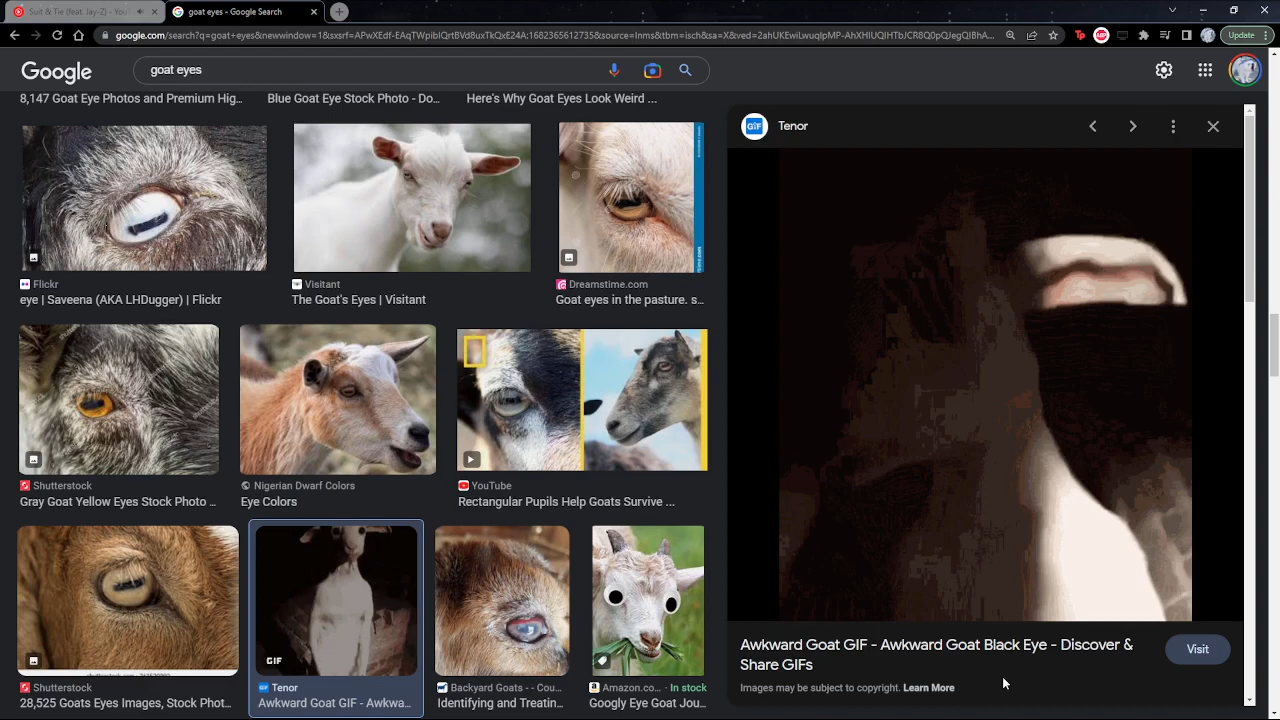 Suit & Tie (feat. Jay-Z) - You
goat eyes - Google Search
google.com/search?q=goat+eyes&newwindow=1&sxsrf=APwXEdf-EAqTWpiblQrtBVd8uxTkQxE24A:1682365612735&source=lnms&tbm=isch&sa=X&ved=2ahUKEwiLwuqIpMP-AhXHIUQIHTbJCR8Q0pQJegQIBhA...
Update
Google
goat eyes
8,147 Goat Eye Photos and Premium Hig...
Blue Goat Eye Stock Photo - Do...
Here's Why Goat Eyes Look Weird ...
GIF
Tenor
Flickr
eye | Saveena (AKA LHDugger) | Flickr
Visitant
The Goat's Eyes | Visitant
Dreamstime.com
Goat eyes in the pasture. s...
Shutterstock
Gray Goat Yellow Eyes Stock Photo ...
Nigerian Dwarf Colors
Eye Colors
YouTube
Rectangular Pupils Help Goats Survive ...
GIF
Shutterstock
28,525 Goats Eyes Images, Stock Phot...
Tenor
Awkward Goat GIF - Awkwa...
Backyard Goats - - Cou...
Identifying and Treatir...
Amazon.co... · In stock
Googly Eye Goat Jou...
Awkward Goat GIF - Awkward Goat Black Eye - Discover &
Share GIFs
Visit
Images may be subject to copyright. Learn More